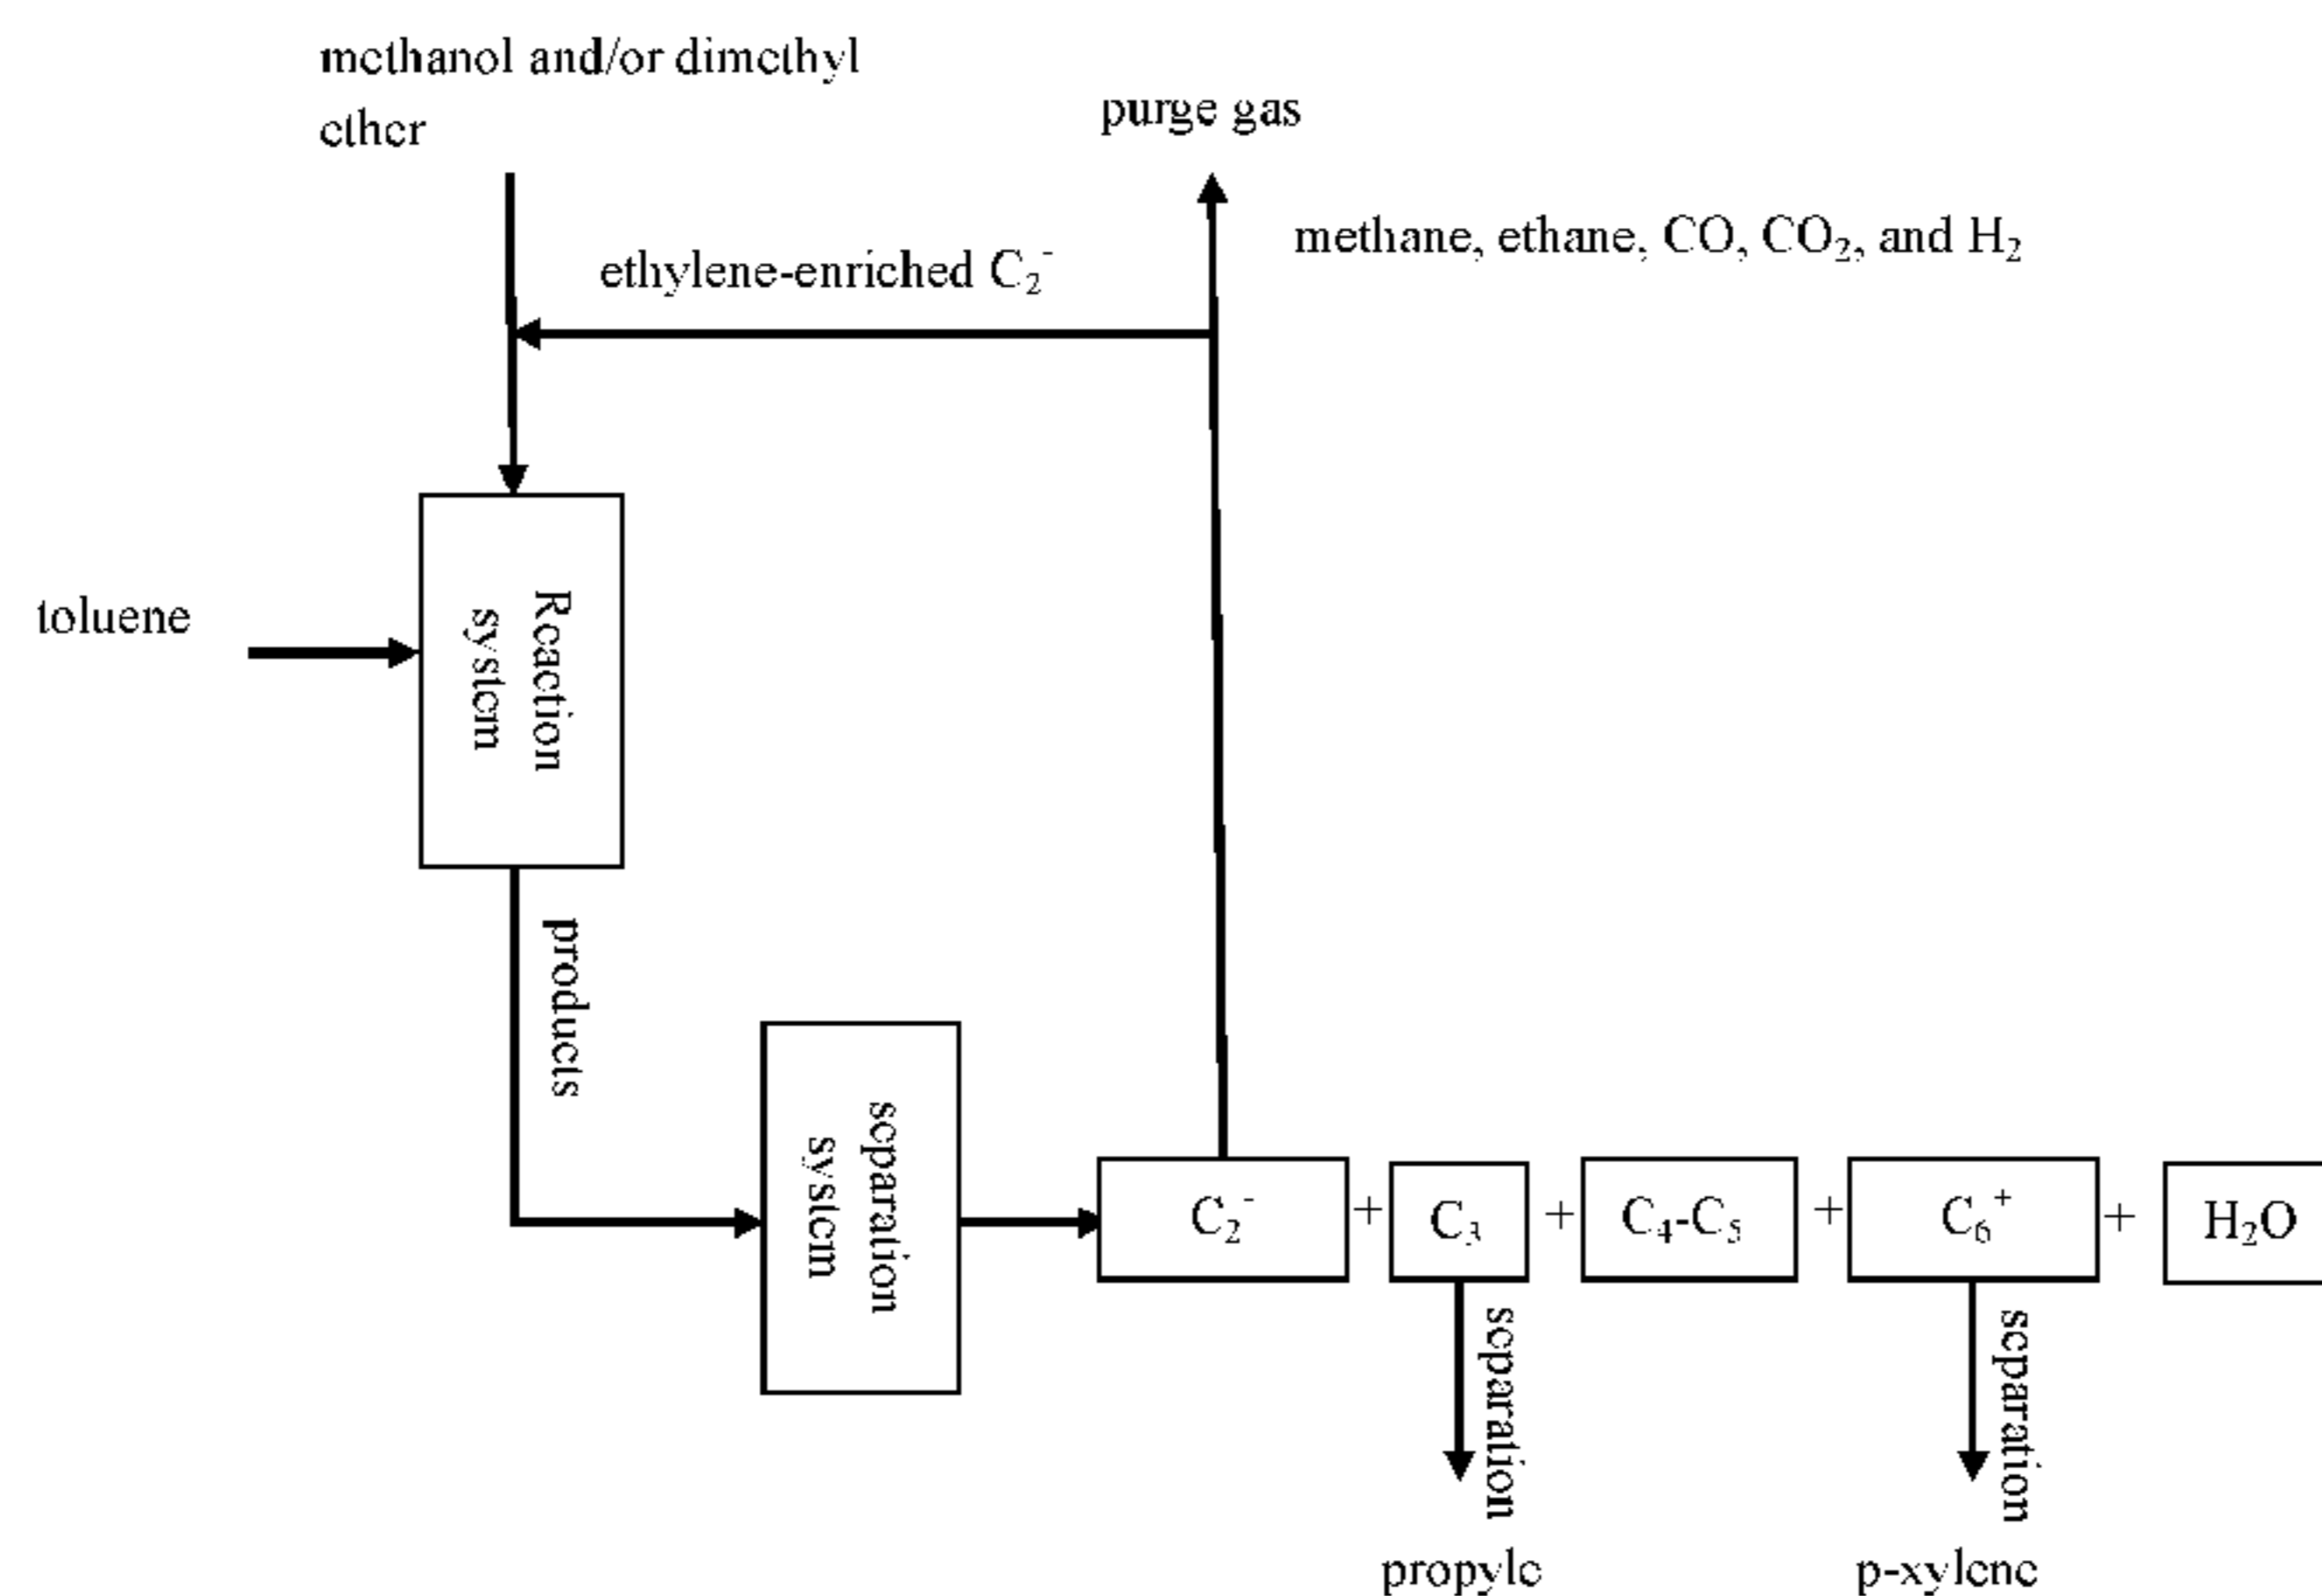 methanol and/or dimethyl
ether
purge gas
methane, ethane, CO, CO₂, and H₂
ethylene-enriched C₂⁻
toluene
Reaction
system
products
separation
system
C₂⁻ + C₃ + C₄-C₅ + C₆⁺ + H₂O
separation
separation
propyle
p-xylene